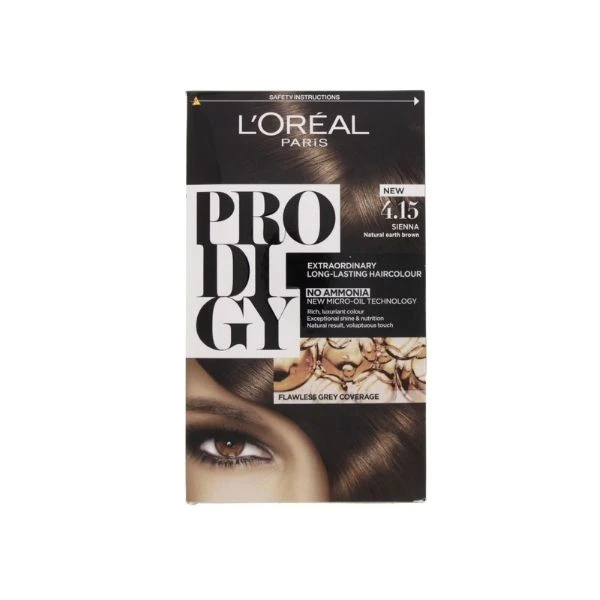 SAFETY INSTRUCTIONS
L'ORÉAL
PARIS
PRO
DI
GY
NEW
4.15
SIENNA
Natural earth brown
EXTRAORDINARY
LONG-LASTING HAIRCOLOUR
NO AMMONIA
NEW MICRO-OIL TECHNOLOGY
Rich, luxuriant colour
Exceptional shine & nutrition
Natural result, voluptuous touch
FLAWLESS GREY COVERAGE